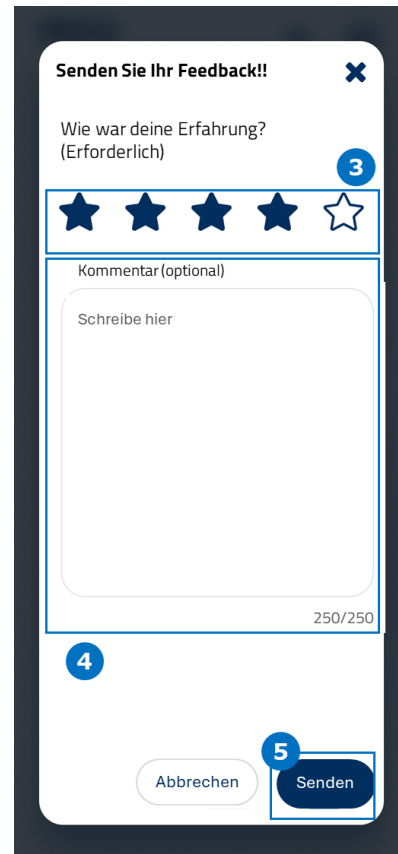 Senden Sie Ihr Feedback!!
Wie war deine Erfahrung?
(Erforderlich)
3
Kommentar (optional)
Schreibe hier
250/250
4
5
Abbrechen
Senden